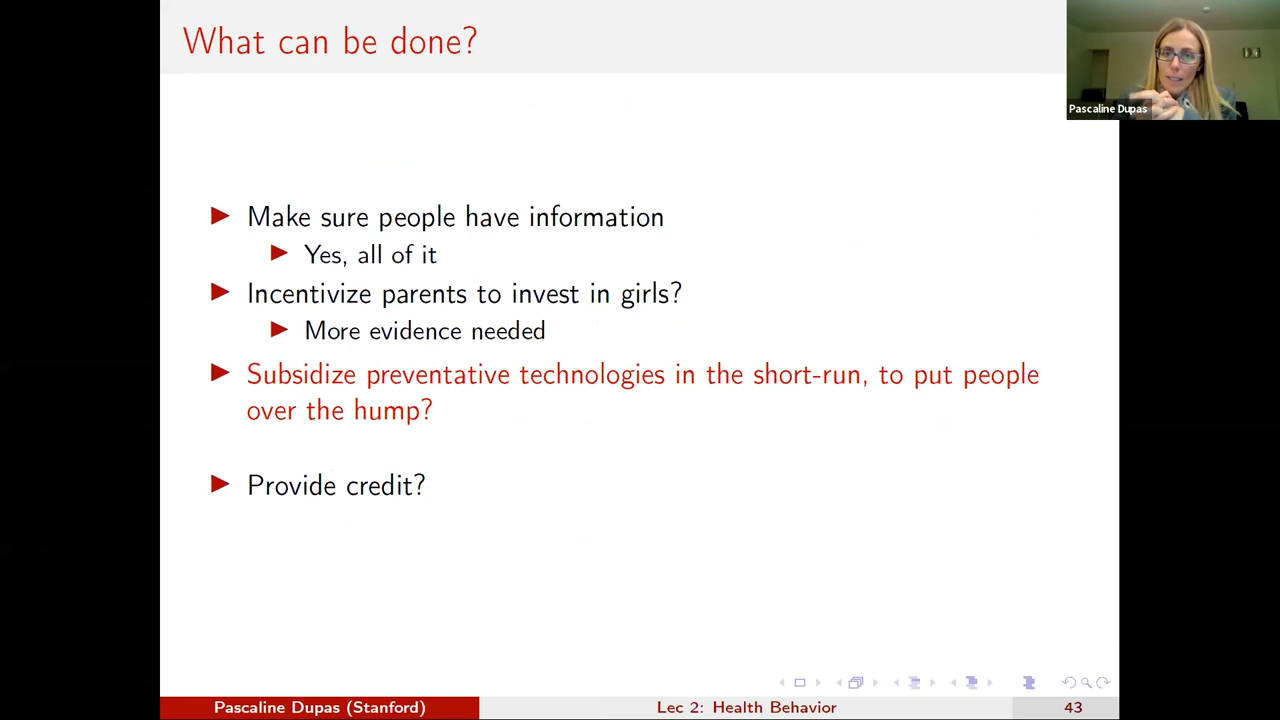 What can be done?
Pascaline Dupas
Make sure people have information
Yes, all of it
Incentivize parents to invest in girls?
More evidence needed
Subsidize preventative technologies in the short-run, to put people
over the hump?
Provide credit?
Pascaline Dupas (Stanford)
Lec 2: Health Behavior
43